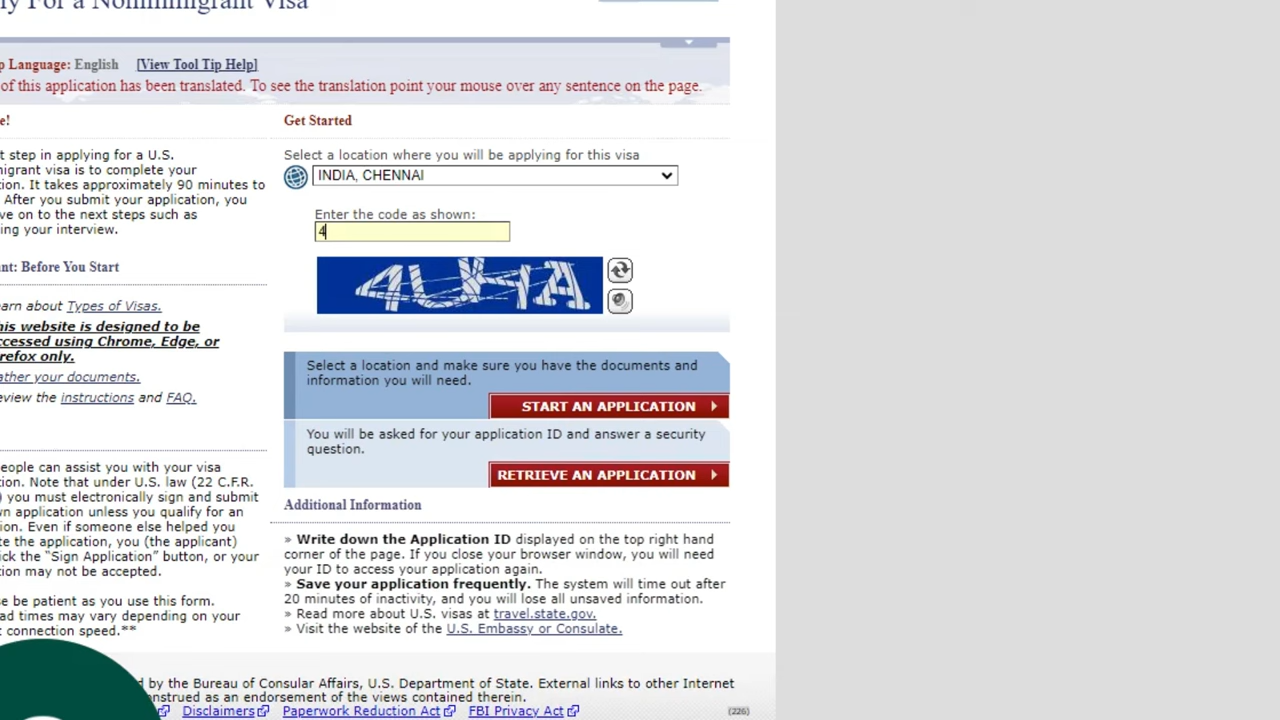 ly For a Nonimmigrant Visa
p Language: English [View Tool Tip Help]
of this application has been translated. To see the translation point your mouse over any sentence on the page.
e!
t step in applying for a U.S.
nigrant visa is to complete your
tion. It takes approximately 90 minutes to
. After you submit your application, you
ve on to the next steps such as
ing your interview.
nt: Before You Start
earn about Types of Visas.
his website is designed to be
ccessed using Chrome, Edge, or
refox only.
ather your documents.
eview the instructions and FAQ.
eople can assist you with your visa
tion. Note that under U.S. law (22 C.F.R.
) you must electronically sign and submit
wn application unless you qualify for an
tion. Even if someone else helped you
te the application, you (the applicant)
lick the “Sign Application” button, or your
tion may not be accepted.
se be patient as you use this form.
ad times may vary depending on your
t connection speed.**
Get Started
Select a location where you will be applying for this visa
INDIA, CHENNAI
Enter the code as shown:
4
4UHA
Select a location and make sure you have the documents and
information you will need.
START AN APPLICATION
You will be asked for your application ID and answer a security
question.
RETRIEVE AN APPLICATION
Additional Information
» Write down the Application ID displayed on the top right hand
corner of the page. If you close your browser window, you will need
your ID to access your application again.
» Save your application frequently. The system will time out after
20 minutes of inactivity, and you will lose all unsaved information.
» Read more about U.S. visas at travel.state.gov.
» Visit the website of the U.S. Embassy or Consulate.
d by the Bureau of Consular Affairs, U.S. Department of State. External links to other Internet
nstrued as an endorsement of the views contained therein.
Disclaimers Paperwork Reduction Act FBI Privacy Act (226)